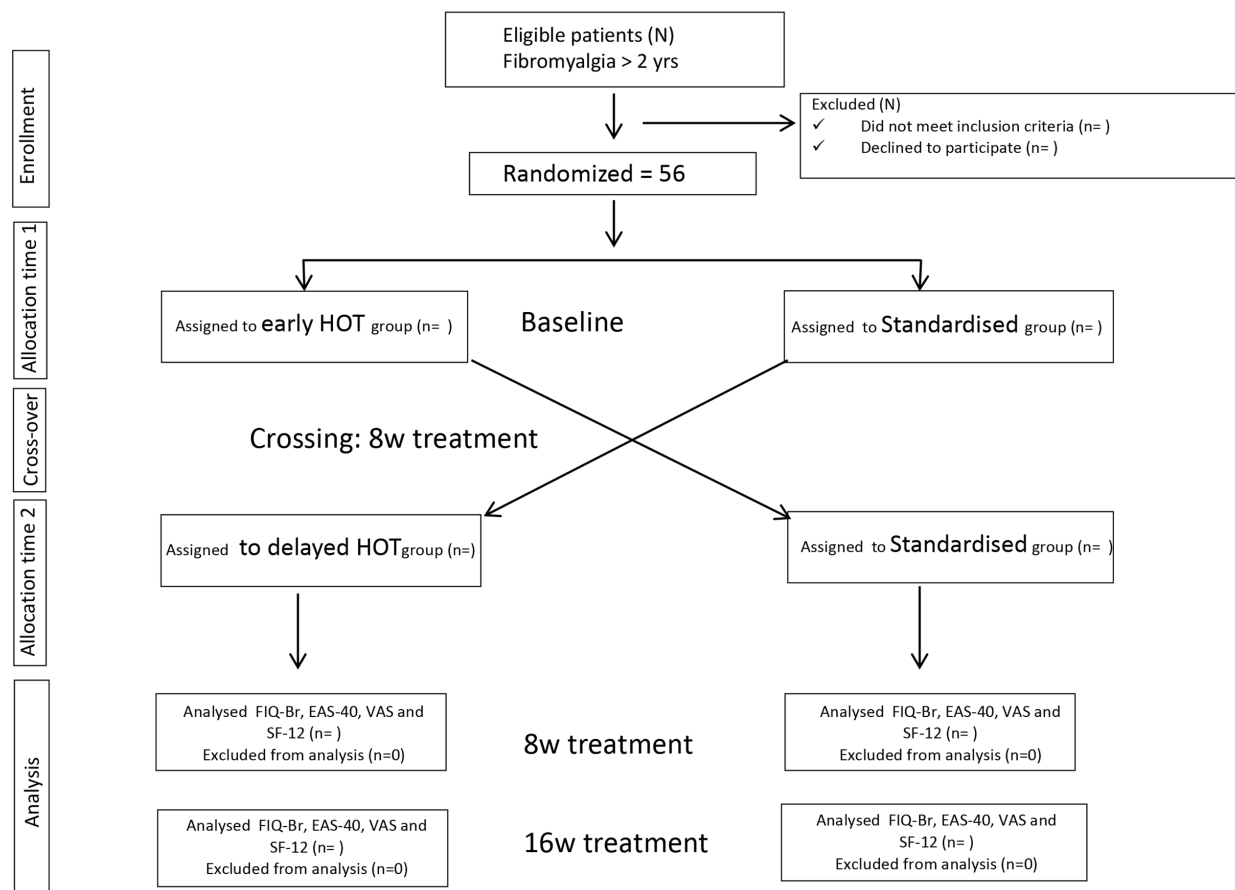 Eligible patients (N)
Fibromyalgia > 2 yrs
Enrollment
Excluded (N)
✓ Did not meet inclusion criteria (n= )
✓ Declined to participate (n= )
Randomized = 56
Allocation time 1
Assigned to early HOT group (n= )
Baseline
Assigned to Standardised group (n= )
Cross-over
Crossing: 8w treatment
Allocation time 2
Assigned to delayed HOT group (n=)
Assigned to Standardised group (n= )
Analysis
Analysed FIQ-Br, EAS-40, VAS and
SF-12 (n= )
Excluded from analysis (n=0)
8w treatment
Analysed FIQ-Br, EAS-40, VAS and
SF-12 (n= )
Excluded from analysis (n=0)
Analysed FIQ-Br, EAS-40, VAS and
SF-12 (n= )
Excluded from analysis (n=0)
16w treatment
Analysed FIQ-Br, EAS-40, VAS and
SF-12 (n= )
Excluded from analysis (n=0)